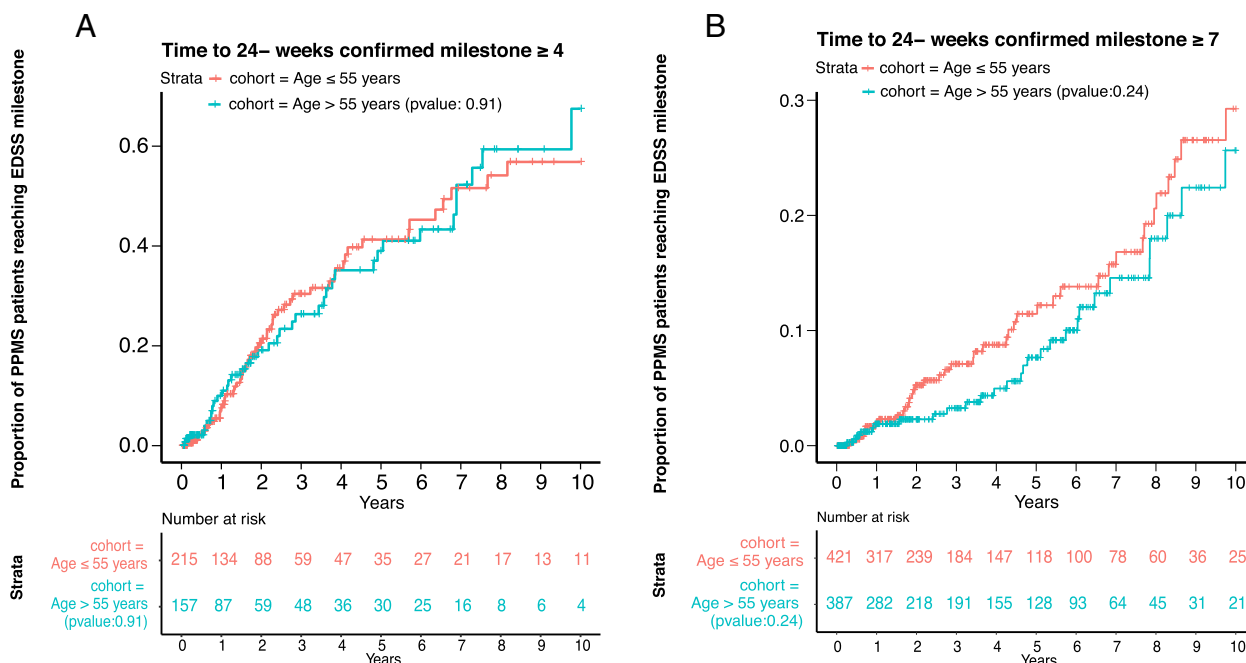 A
Time to 24– weeks confirmed milestone ≥ 4
Strata cohort = Age ≤ 55 years
cohort = Age > 55 years (pvalue: 0.91)
Proportion of PPMS patients reaching EDSS milestone
0.6
0.4
0.2
0.0
0 1 2 3 4 5 6 7 8 9 10
Years
Number at risk
Strata
cohort =
Age ≤ 55 years
215 134 88 59 47 35 27 21 17 13 11
cohort =
Age > 55 years
(pvalue:0.91)
157 87 59 48 36 30 25 16 8 6 4
0 1 2 3 4 5 6 7 8 9 10
Years
B
Time to 24– weeks confirmed milestone ≥ 7
Strata cohort = Age ≤ 55 years
cohort = Age > 55 years (pvalue:0.24)
Proportion of PPMS patients reaching EDSS milestone
0.3
0.2
0.1
0.0
0 1 2 3 4 5 6 7 8 9 10
Years
Number at risk
Strata
cohort =
Age ≤ 55 years
421 317 239 184 147 118 100 78 60 36 25
cohort =
Age > 55 years
(pvalue:0.24)
387 282 218 191 155 128 93 64 45 31 21
0 1 2 3 4 5 6 7 8 9 10
Years